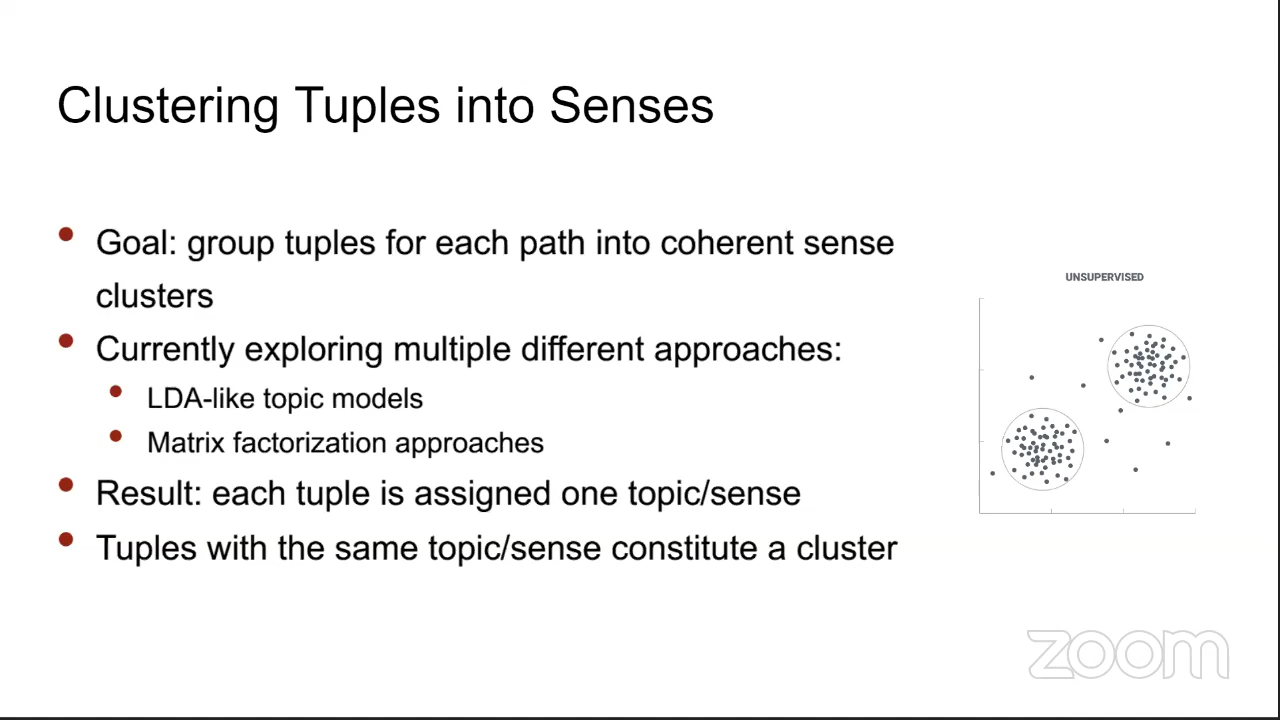 Clustering Tuples into Senses
• Goal: group tuples for each path into coherent sense
clusters
• Currently exploring multiple different approaches:
• LDA-like topic models
• Matrix factorization approaches
• Result: each tuple is assigned one topic/sense
• Tuples with the same topic/sense constitute a cluster
UNSUPERVISED
zoom